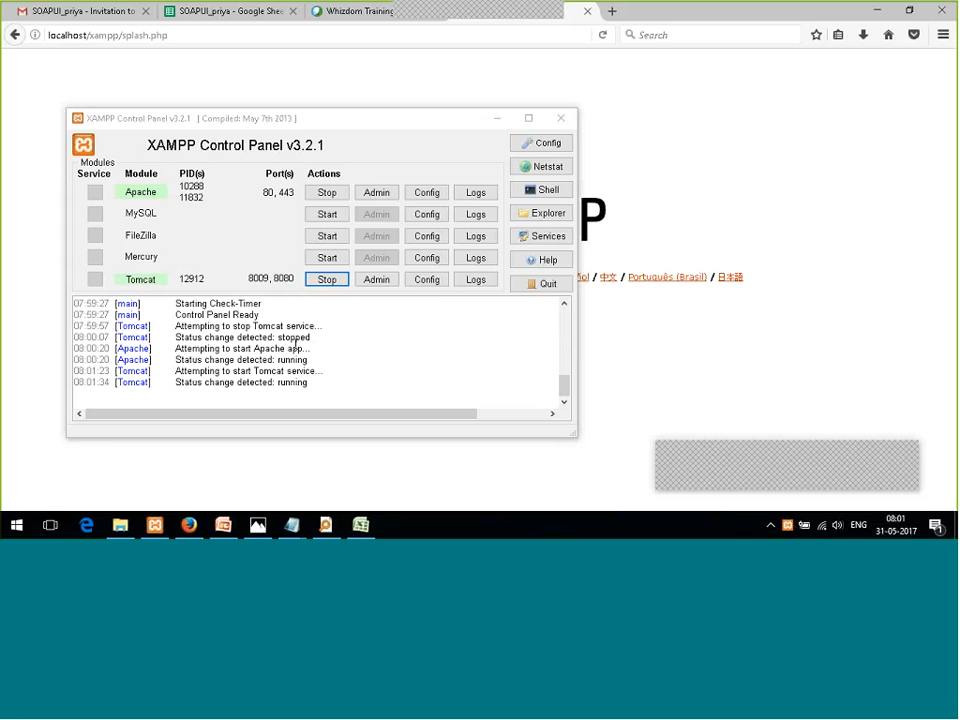 SOAPUI_priya - Invitation to
SOAPUI_priya - Google She
Whizdom Training
localhost/xampp/splash.php
Search
XAMPP Control Panel v3.2.1 [ Compiled: May 7th 2013 ]
XAMPP Control Panel v3.2.1
Config
Modules
Service Module PID(s) Port(s) Actions
Netstat
Apache 10288 11832 80, 443 Stop Admin Config Logs
Shell
MySQL Start Admin Config Logs
Explorer
FileZilla Start Admin Config Logs
Services
Mercury Start Admin Config Logs
Help
Tomcat 12912 8009, 8080 Stop Admin Config Logs
Quit
P
/ 中文 / Português (Brasil) / 日本語
07:59:27 [main] Starting Check-Timer
07:59:27 [main] Control Panel Ready
07:59:57 [Tomcat] Attempting to stop Tomcat service...
08:00:07 [Tomcat] Status change detected: stopped
08:00:20 [Apache] Attempting to start Apache app...
08:00:20 [Apache] Status change detected: running
08:01:23 [Tomcat] Attempting to start Tomcat service...
08:01:34 [Tomcat] Status change detected: running
ENG
08:01
31-05-2017
1